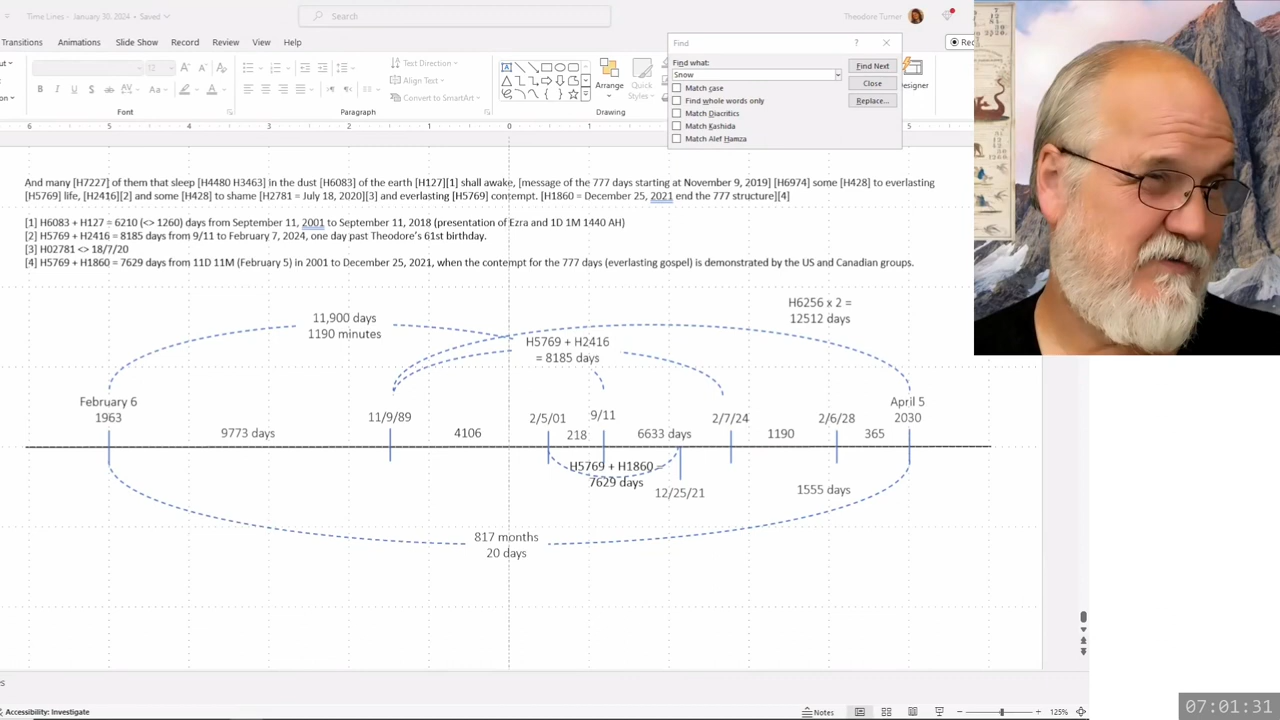 Time Lines - January 30. 2024 • Saved
Search
Theodore Turner
Transitions Animations Slide Show Record Review View Help
12
Text Direction
Align Text
Convert to SmartArt
Arrange
Quick
Styles
Paragraph
Drawing
Find
?
Find what:
Snow
Find Next
Match case
Close
Find whole words only
Replace...
Match Diacritics
Match Kashida
Match Alef Hamza
6 5 4 3 2 1 0 1 5
And many [H7227] of them that sleep [H4480 H3463] in the dust [H6083] of the earth [H127][1] shall awake, [message of the 777 days starting at November 9, 2019] [H6974] some [H428] to everlasting
[H5769] life, [H2416][2] and some [H428] to shame [H2781 = July 18, 2020][3] and everlasting [H5769] contempt. [H1860 = December 25, 2021 end the 777 structure][4]
[1] H6083 + H127 = 6210 (<> 1260) days from September 11, 2001 to September 11, 2018 (presentation of Ezra and 1D 1M 1440 AH)
[2] H5769 + H2416 = 8185 days from 9/11 to February 7, 2024, one day past Theodore's 61st birthday.
[3] H02781 <> 18/7/20
[4] H5769 + H1860 = 7629 days from 11D 11M (February 5) in 2001 to December 25, 2021, when the contempt for the 777 days (everlasting gospel) is demonstrated by the US and Canadian groups.
H6256 x 2 =
12512 days
11,900 days
1190 minutes
H5769 + H2416
= 8185 days
February 6
1963
11/9/89
2/5/01
9/11
2/7/24
2/6/28
April 5
2030
9773 days
4106
218
6633 days
1190
365
H5769 + H1860 =
7629 days
12/25/21
1555 days
817 months
20 days
Accessibility: Investigate
Notes
125%
07:01:31